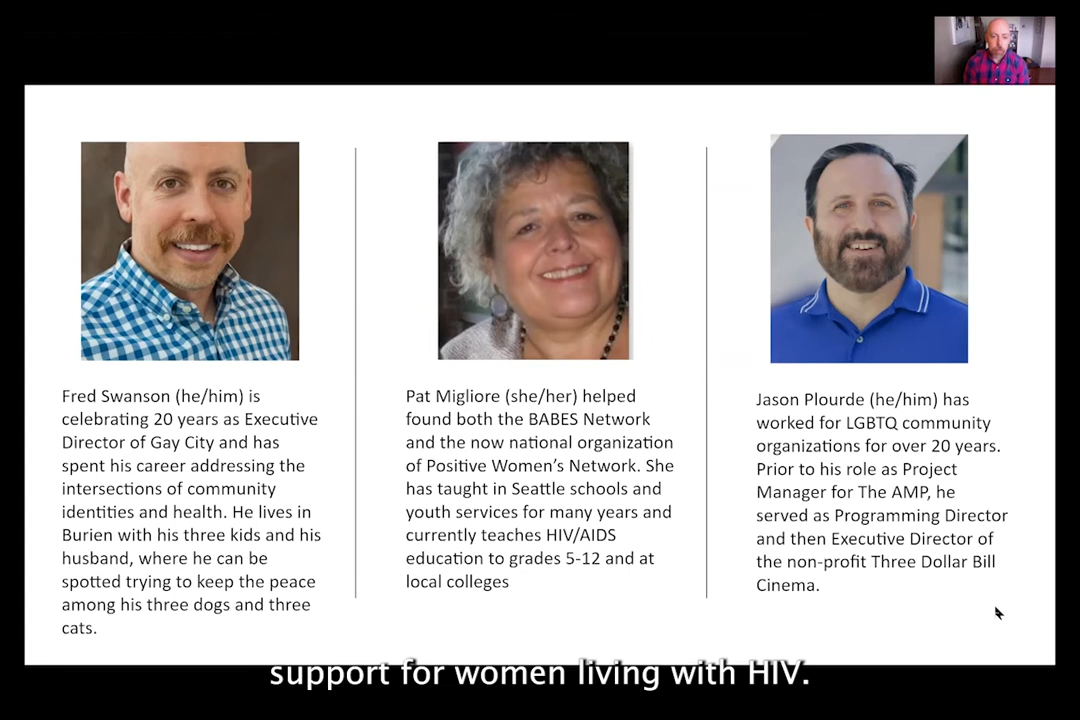 Fred Swanson (he/him) is
celebrating 20 years as Executive
Director of Gay City and has
spent his career addressing the
intersections of community
identities and health. He lives in
Burien with his three kids and his
husband, where he can be
spotted trying to keep the peace
among his three dogs and three
cats.
Pat Migliore (she/her) helped
found both the BABES Network
and the now national organization
of Positive Women’s Network. She
has taught in Seattle schools and
youth services for many years and
currently teaches HIV/AIDS
education to grades 5-12 and at
local colleges
Jason Plourde (he/him) has
worked for LGBTQ community
organizations for over 20 years.
Prior to his role as Project
Manager for The AMP, he
served as Programming Director
and then Executive Director of
the non-profit Three Dollar Bill
Cinema.
support for women living with HIV.